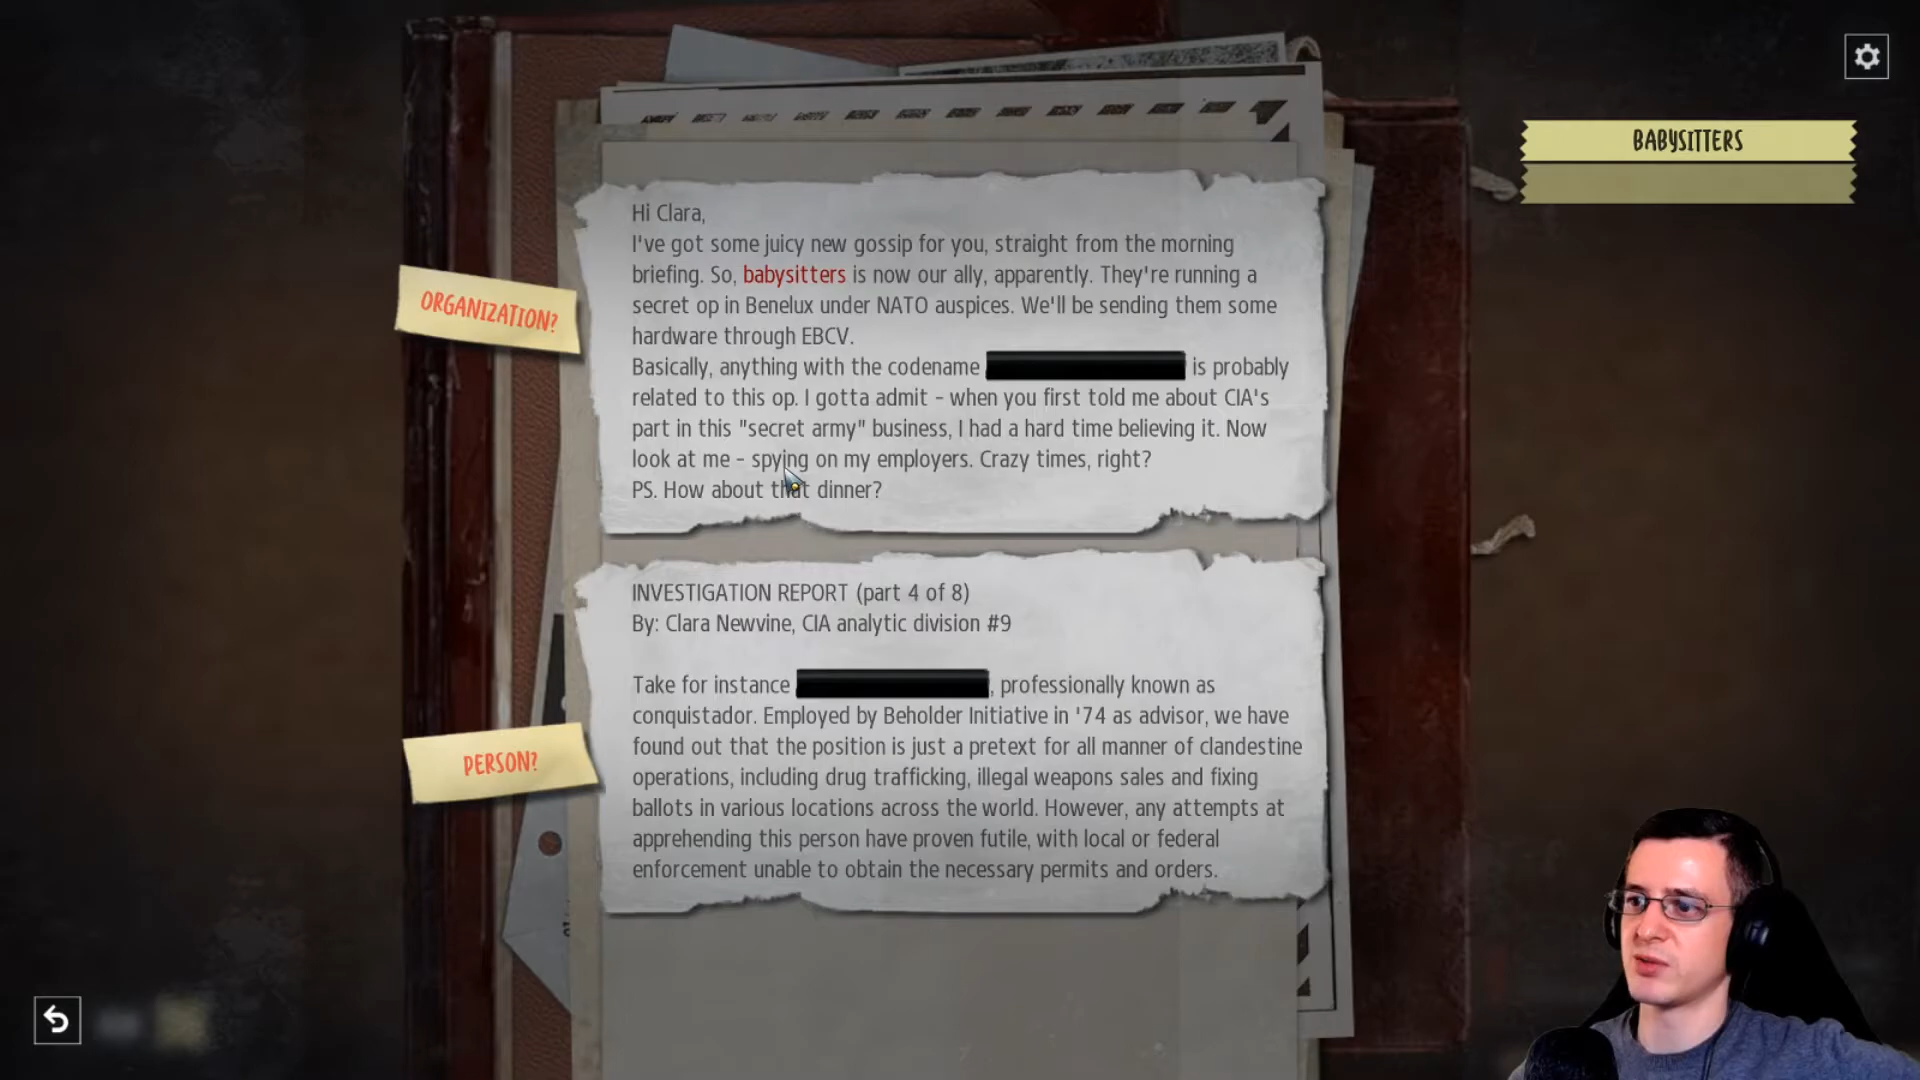 BABYSITTERS
Hi Clara,
I've got some juicy new gossip for you, straight from the morning
briefing. So, babysitters is now our ally, apparently. They're running a
secret op in Benelux under NATO auspices. We'll be sending them some
hardware through EBCV.
Basically, anything with the codename is probably
related to this op. I gotta admit - when you first told me about CIA's
part in this "secret army" business, I had a hard time believing it. Now
look at me - spying on my employers. Crazy times, right?
PS. How about that dinner?
ORGANIZATION?
INVESTIGATION REPORT (part 4 of 8)
By: Clara Newvine, CIA analytic division #9
Take for instance , professionally known as
conquistador. Employed by Beholder Initiative in '74 as advisor, we have
found out that the position is just a pretext for all manner of clandestine
operations, including drug trafficking, illegal weapons sales and fixing
ballots in various locations across the world. However, any attempts at
apprehending this person have proven futile, with local or federal
enforcement unable to obtain the necessary permits and orders.
PERSON?